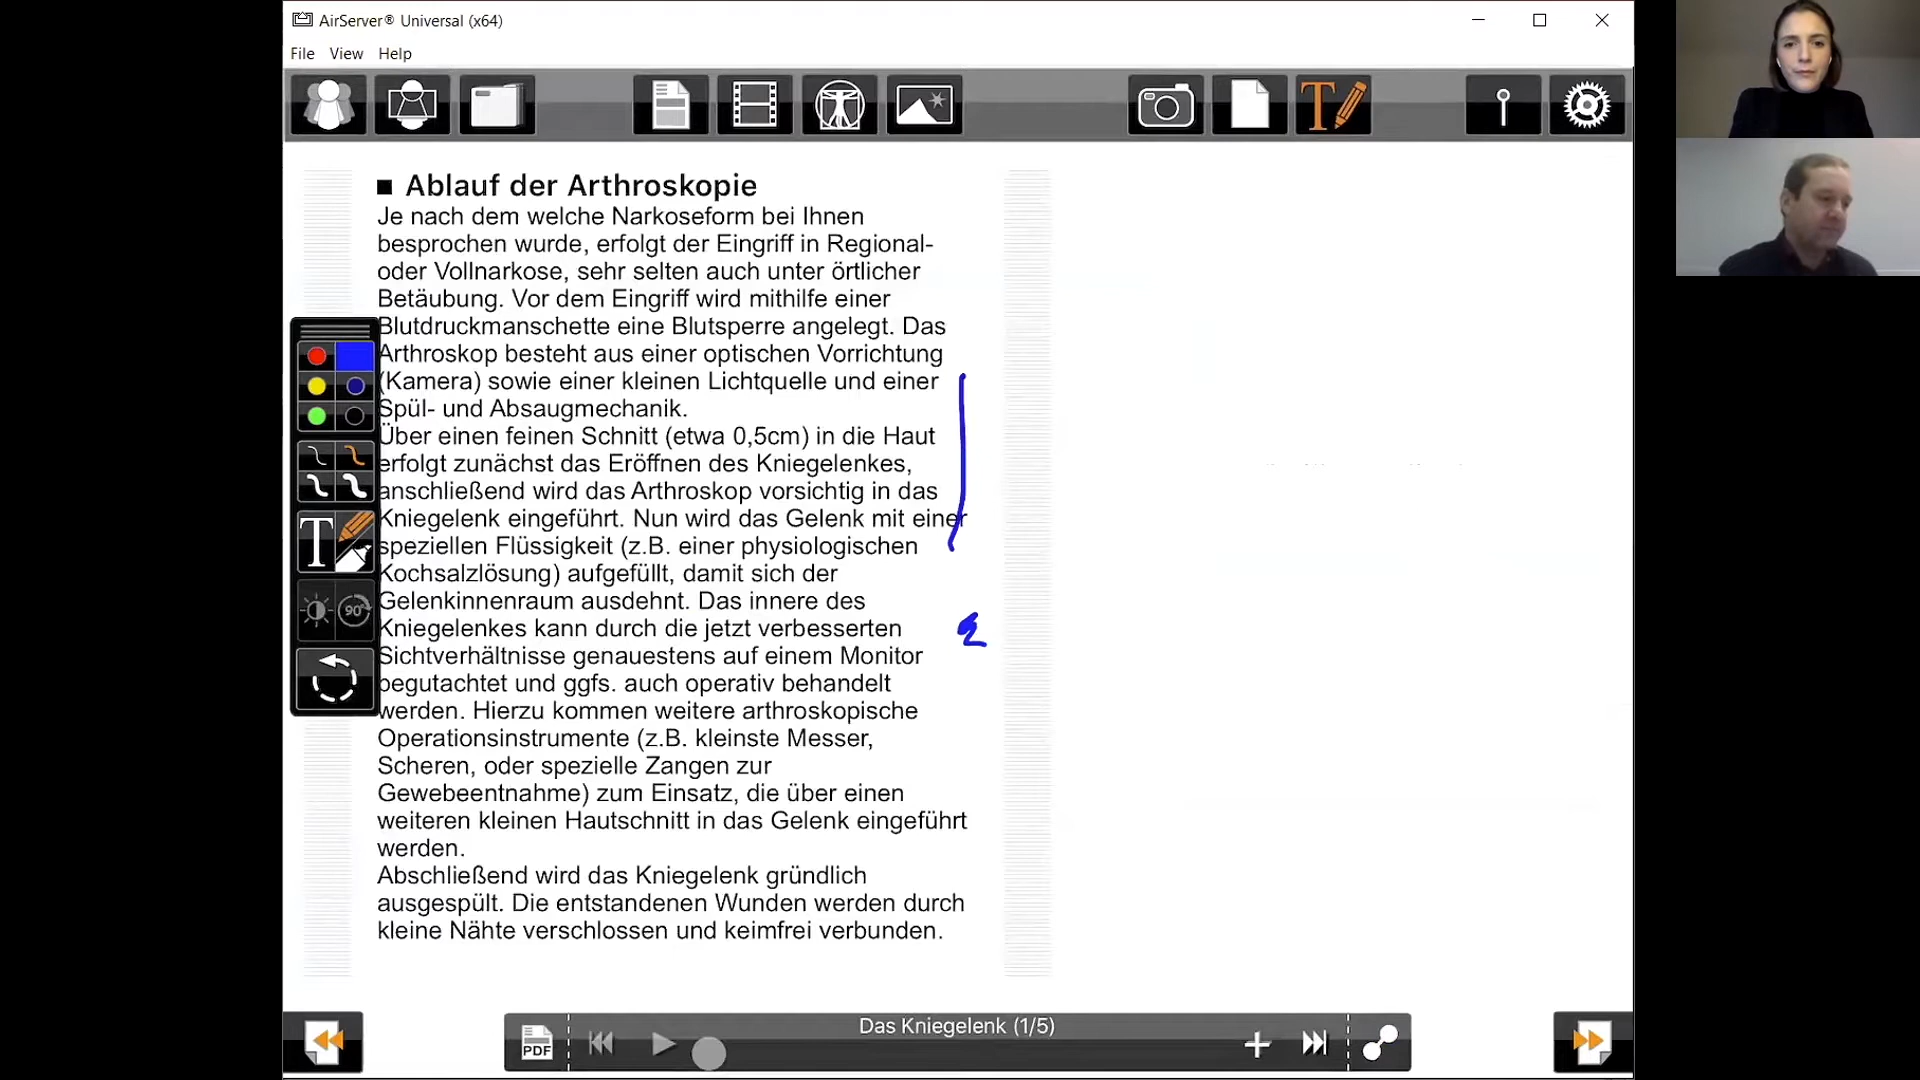 AirServer® Universal (x64)
File View Help
T
■ Ablauf der Arthroskopie
Je nach dem welche Narkoseform bei Ihnen
besprochen wurde, erfolgt der Eingriff in Regional-
oder Vollnarkose, sehr selten auch unter örtlicher
Betäubung. Vor dem Eingriff wird mithilfe einer
Blutdruckmanschette eine Blutsperre angelegt. Das
Arthroskop besteht aus einer optischen Vorrichtung
(Kamera) sowie einer kleinen Lichtquelle und einer
Spül- und Absaugmechanik.
Über einen feinen Schnitt (etwa 0,5cm) in die Haut
erfolgt zunächst das Eröffnen des Kniegelenkes,
anschließend wird das Arthroskop vorsichtig in das
Kniegelenk eingeführt. Nun wird das Gelenk mit einer
speziellen Flüssigkeit (z.B. einer physiologischen
Kochsalzlösung) aufgefüllt, damit sich der
Gelenkinnenraum ausdehnt. Das innere des
Kniegelenkes kann durch die jetzt verbesserten
Sichtverhältnisse genauestens auf einem Monitor
begutachtet und ggfs. auch operativ behandelt
werden. Hierzu kommen weitere arthroskopische
Operationsinstrumente (z.B. kleinste Messer,
Scheren, oder spezielle Zangen zur
Gewebeentnahme) zum Einsatz, die über einen
weiteren kleinen Hautschnitt in das Gelenk eingeführt
werden.
Abschließend wird das Kniegelenk gründlich
ausgespült. Die entstandenen Wunden werden durch
kleine Nähte verschlossen und keimfrei verbunden.
T
90°
Das Kniegelenk (1/5)
PDF